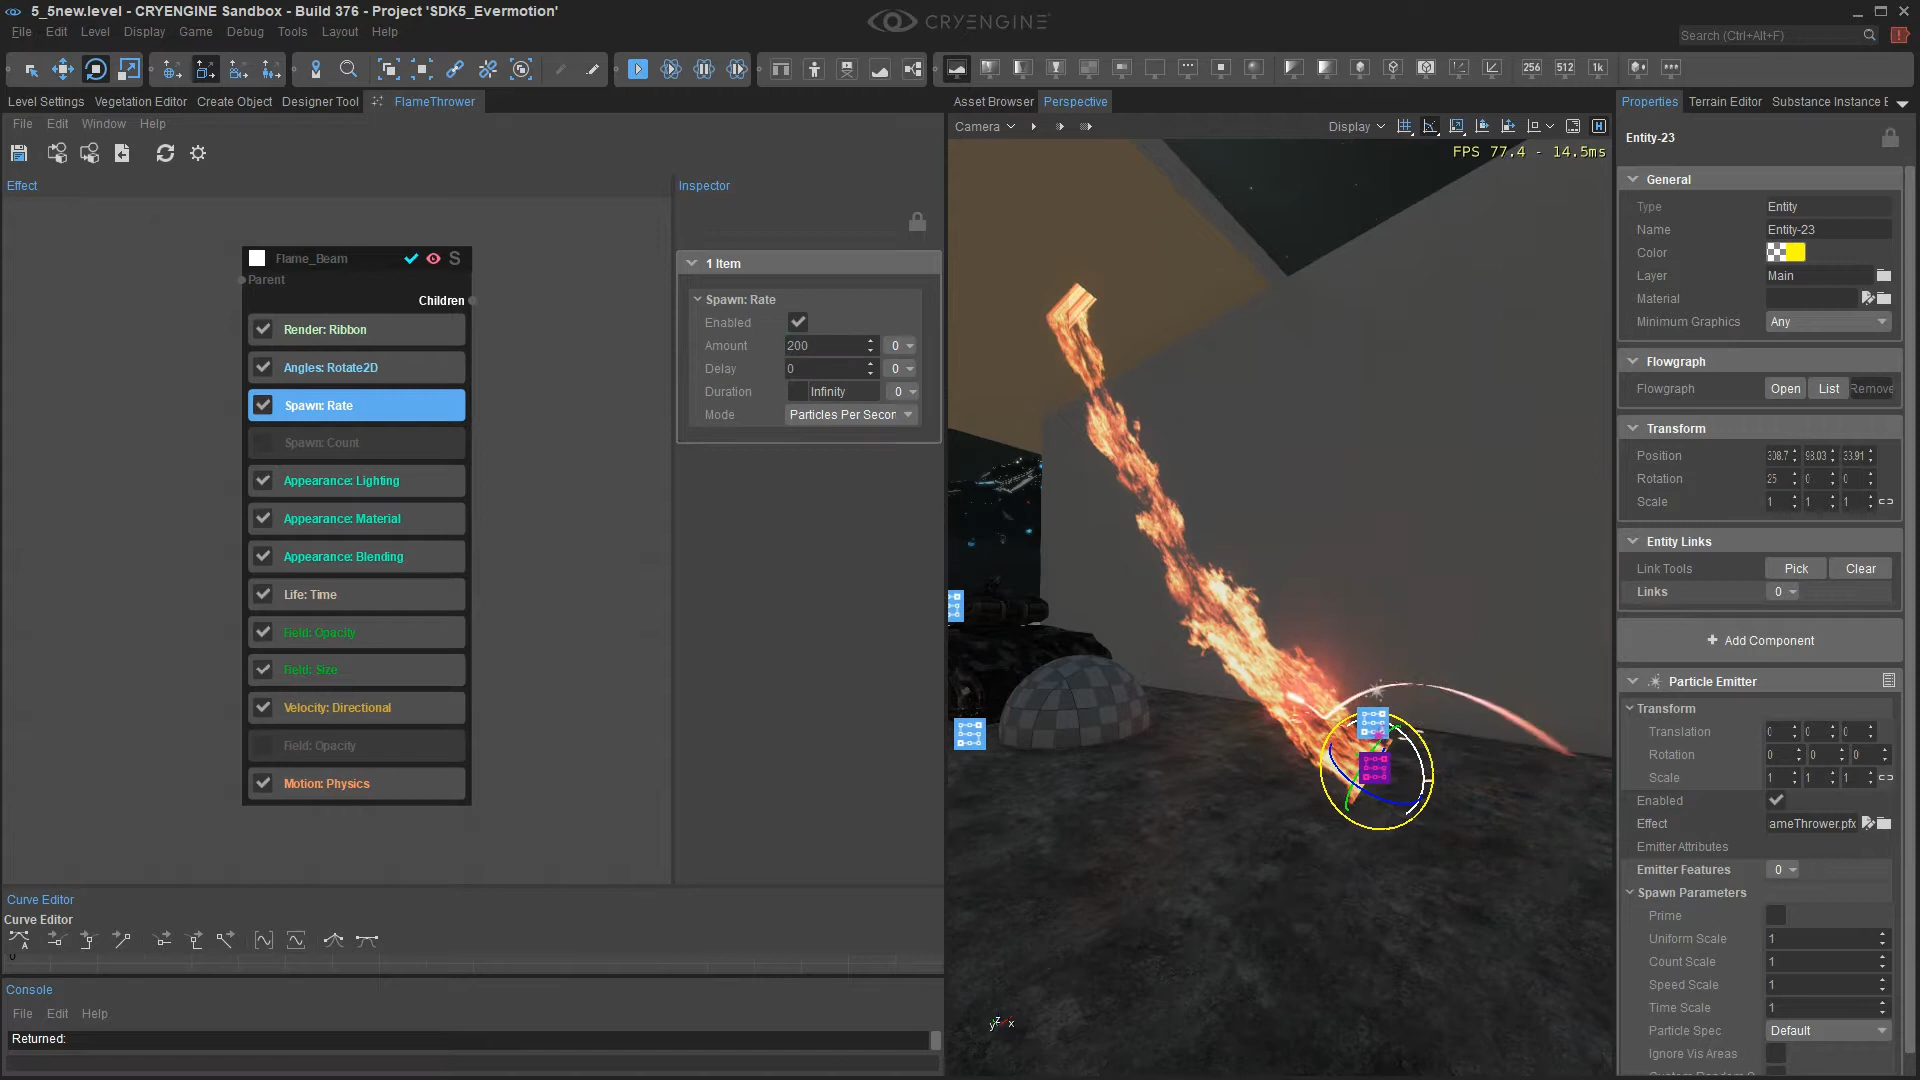 5_5new.level - CRYENGINE Sandbox - Build 376 - Project 'SDK5_Evermotion'
CRYENGINE
File Edit Level Display Game Debug Tools Layout Help
Search (Ctrl+Alt+F)
256 512 1k
Level Settings Vegetation Editor Create Object Designer Tool FlameThrower
File Edit Window Help
Effect
Flame_Beam S
Parent
Children
Render: Ribbon
Angles: Rotate2D
Spawn: Rate
Spawn: Count
Appearance: Lighting
Appearance: Material
Appearance: Blending
Life: Time
Field: Opacity
Field: Size
Velocity: Directional
Field: Opacity
Motion: Physics
Inspector
1 Item
Spawn: Rate
Enabled
Amount 200 0
Delay 0 0
Duration Infinity 0
Mode Particles Per Secon
Curve Editor
Curve Editor
0
Console
File Edit Help
Returned:
Asset Browser Perspective
Camera Display
FPS 77.4 - 14.5ms
y z x
Properties Terrain Editor Substance Instance E
Entity-23
General
Type Entity
Name Entity-23
Color
Layer Main
Material
Minimum Graphics Any
Flowgraph
Flowgraph Open List Remove
Transform
Position 308.7 98.03 33.91
Rotation 25 0 0
Scale 1 1 1
Entity Links
Link Tools Pick Clear
Links 0
+ Add Component
Particle Emitter
Transform
Translation 0 0 0
Rotation 0 0 0
Scale 1 1 1
Enabled
Effect ameThrower.pfx
Emitter Attributes
Emitter Features 0
Spawn Parameters
Prime
Uniform Scale 1
Count Scale 1
Speed Scale 1
Time Scale 1
Particle Spec Default
Ignore Vis Areas